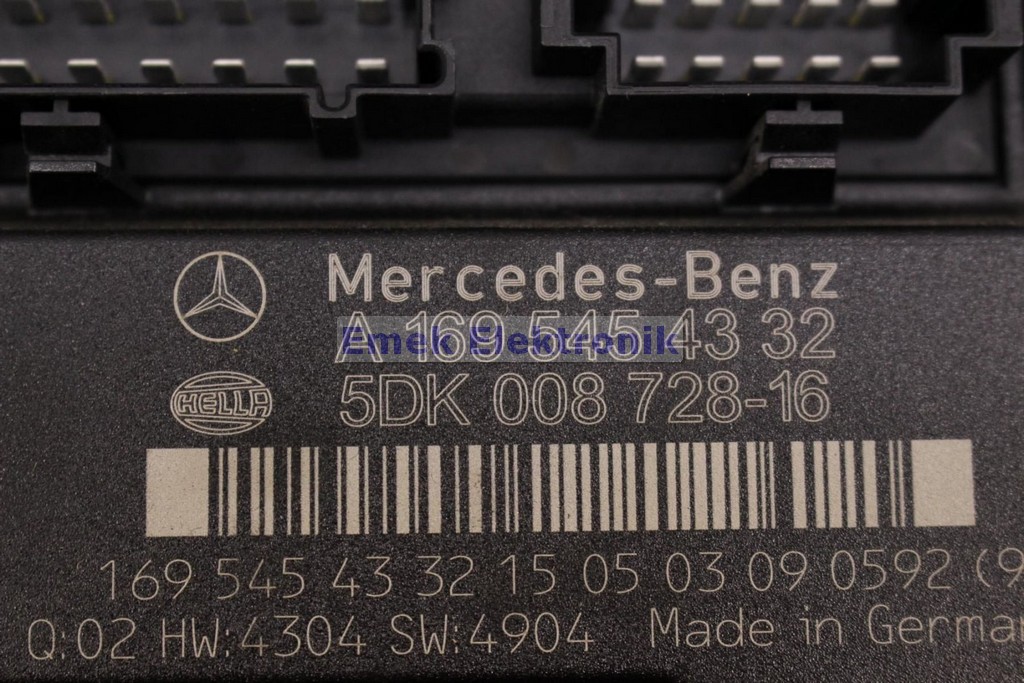 Mercedes-Benz
A 169 545 43 32
Emek Elektronik
HELLA
5DK 008 728-16
169 545 43 32 15 05 03 09 0592 (9
Q:02 HW:4304 SW:4904 Made in German